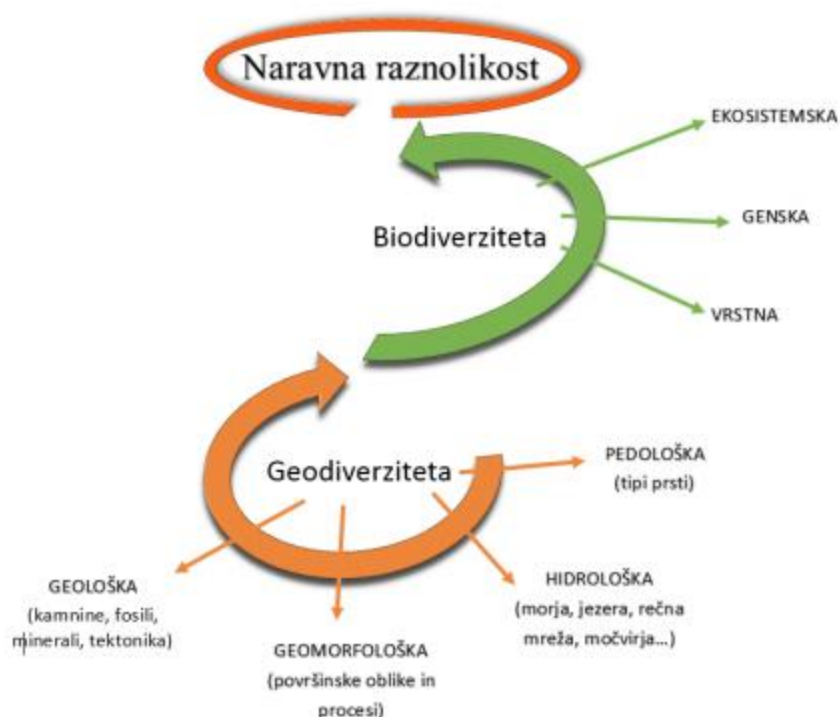 Naravna raznolikost
EKOSISTEMSKA
Biodiverziteta
GENSKA
VRSTNA
Geodiverziteta
PEDOLOŠKA
(tipi prsti)
GEOLOŠKA
(kamnine, fosili,
minerali, tektonika)
HIDROLOŠKA
(morja, jezera, rečna
mreža, močvirja...)
GEOMORFOLOŠKA
(površinske oblike in
procesi)